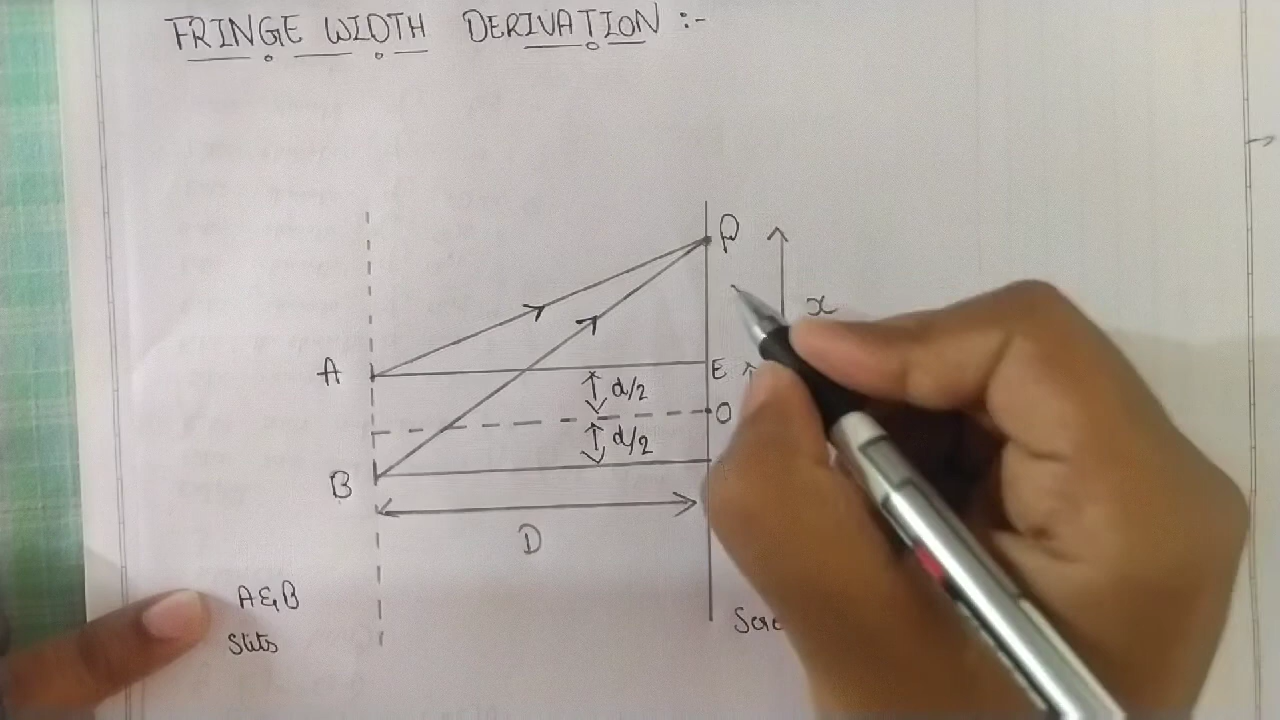 FRINGE WIDTH DERIVATION :-
P
x
A
E
d/2
O
d/2
B
D
A & B
Slits